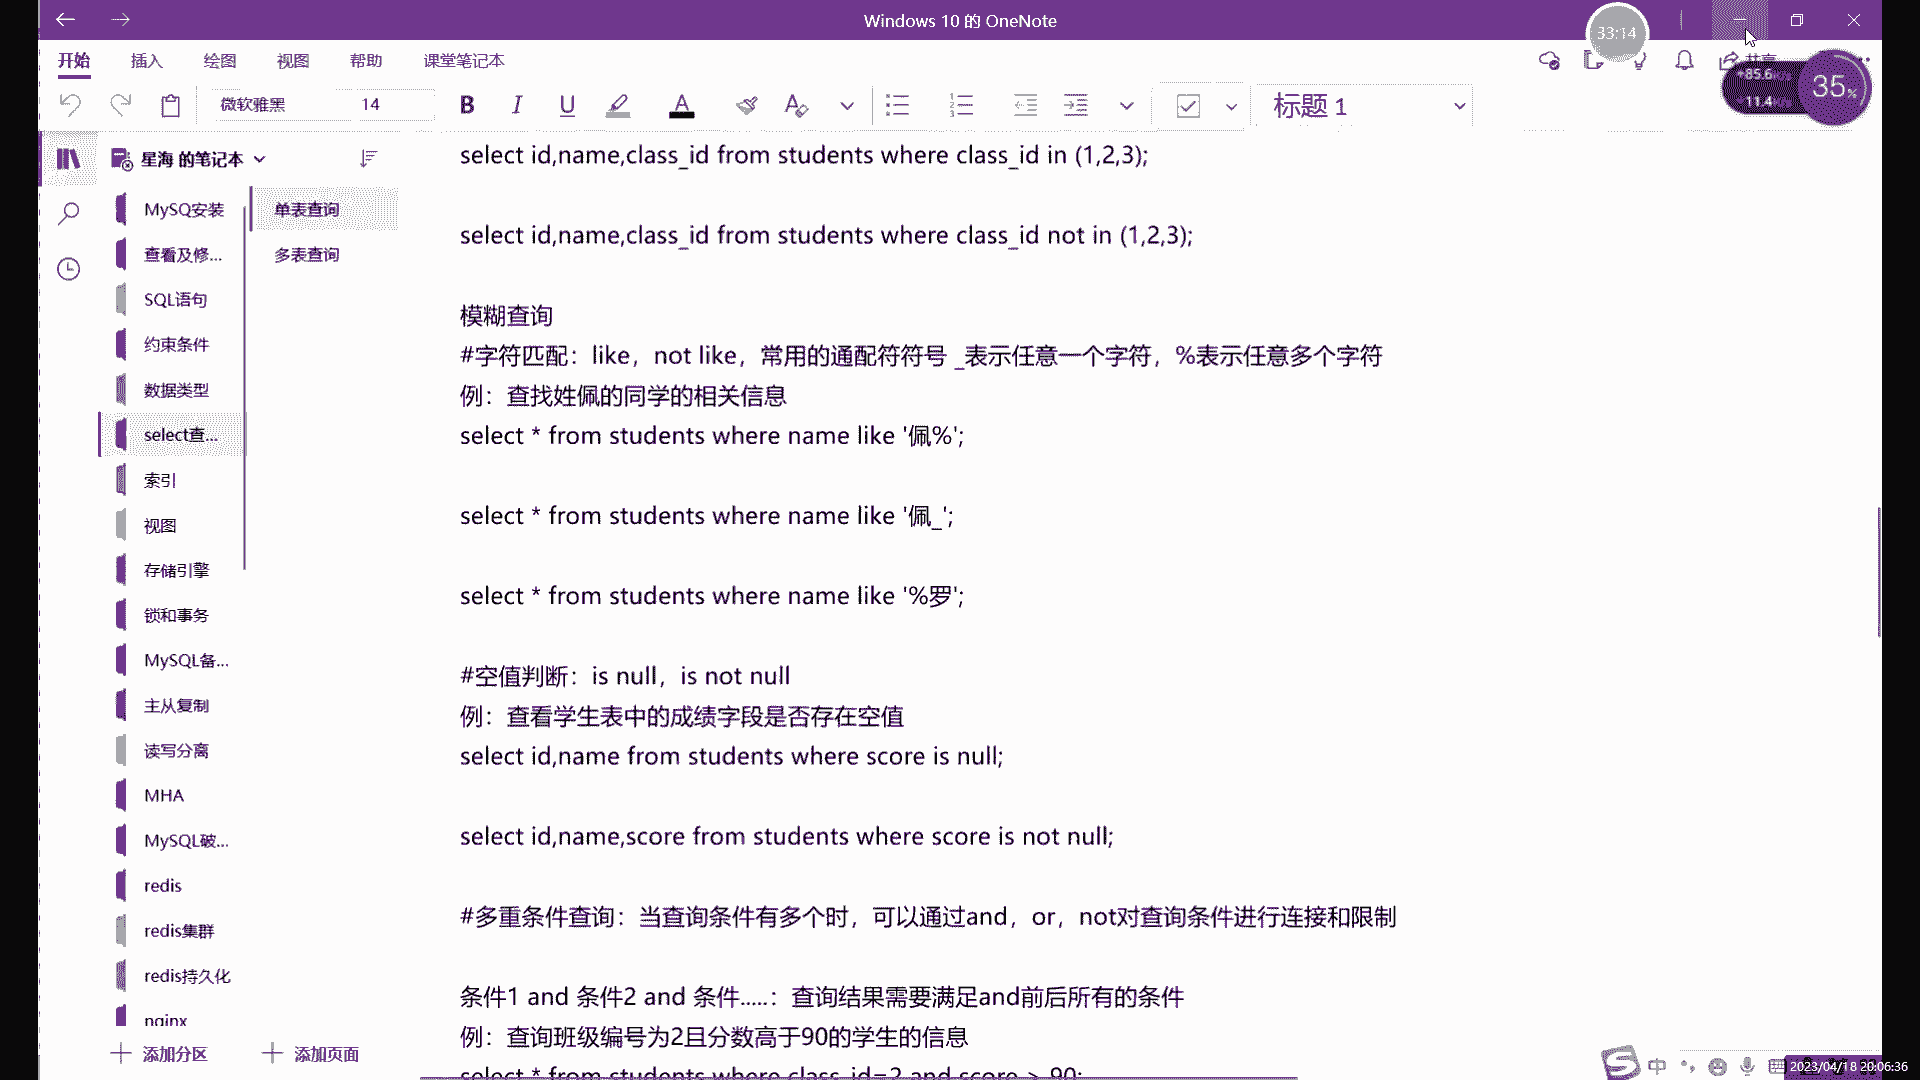 Windows 10 的 OneNote
33:14
开始 插入 绘图 视图 帮助 课堂笔记本
共享
+85.6
11.4
35%
微软雅黑 14 B I U A 标题 1
星海 的笔记本
MySQ安装
查看及修...
SQL语句
约束条件
数据类型
select查...
索引
视图
存储引擎
锁和事务
MySQL备...
主从复制
读写分离
MHA
MySQL破...
redis
redis集群
redis持久化
nginx
添加分区
单表查询
多表查询
添加页面
select id,name,class_id from students where class_id in (1,2,3);
select id,name,class_id from students where class_id not in (1,2,3);
模糊查询
#字符匹配：like，not like，常用的通配符符号 _表示任意一个字符，%表示任意多个字符
例：查找姓佩的同学的相关信息
select * from students where name like '佩%';
select * from students where name like '佩_';
select * from students where name like '%罗';
#空值判断：is null，is not null
例：查看学生表中的成绩字段是否存在空值
select id,name from students where score is null;
select id,name,score from students where score is not null;
#多重条件查询：当查询条件有多个时，可以通过and，or，not对查询条件进行连接和限制
条件1 and 条件2 and 条件.....：查询结果需要满足and前后所有的条件
例：查询班级编号为2且分数高于90的学生的信息
select * from students where class_id=2 and score > 90;
中
2023/04/18 20:06:36